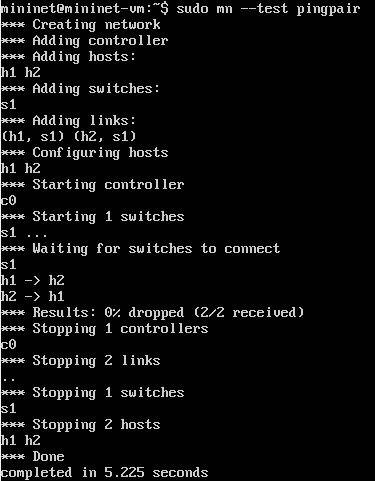 mininet@mininet-vm:~$ sudo mn --test pingpair
*** Creating network
*** Adding controller
*** Adding hosts:
h1 h2
*** Adding switches:
s1
*** Adding links:
(h1, s1) (h2, s1)
*** Configuring hosts
h1 h2
*** Starting controller
c0
*** Starting 1 switches
s1 ...
*** Waiting for switches to connect
s1
h1 -> h2
h2 -> h1
*** Results: 0% dropped (2/2 received)
*** Stopping 1 controllers
c0
*** Stopping 2 links
..
*** Stopping 1 switches
s1
*** Stopping 2 hosts
h1 h2
*** Done
completed in 5.225 seconds